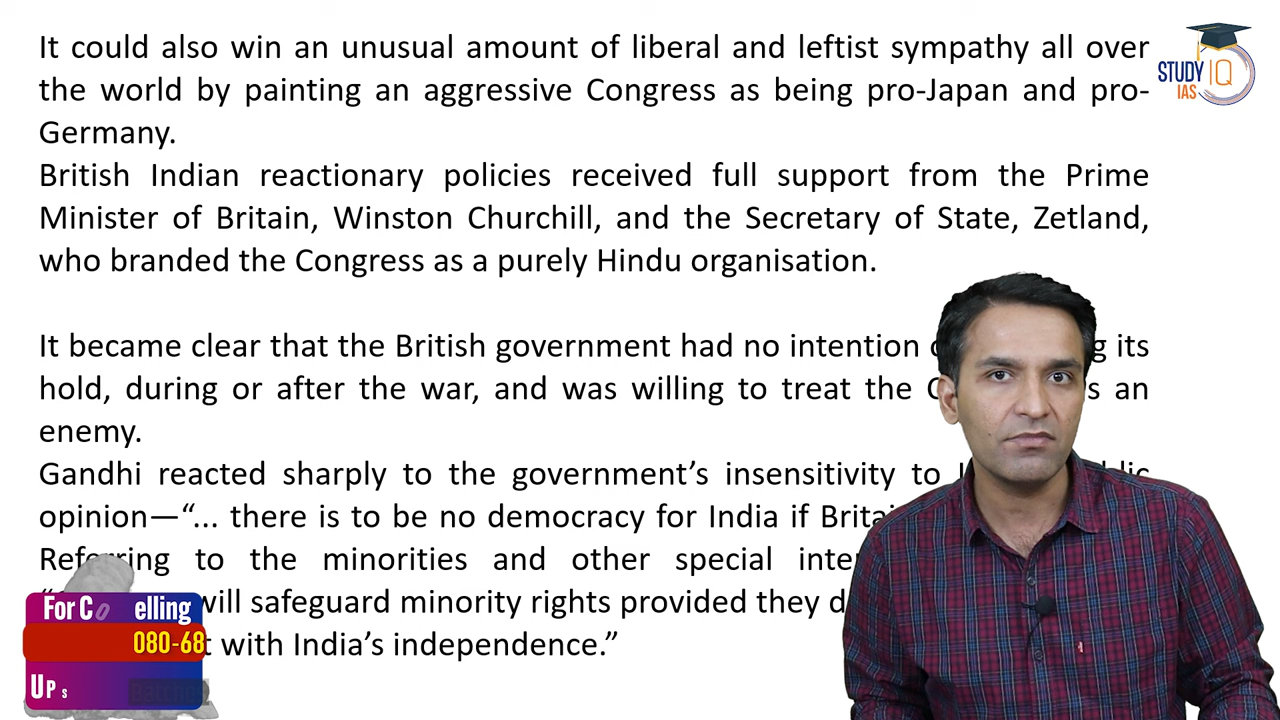 It could also win an unusual amount of liberal and leftist sympathy all over
the world by painting an aggressive Congress as being pro-Japan and pro-
Germany.
British Indian reactionary policies received full support from the Prime
Minister of Britain, Winston Churchill, and the Secretary of State, Zetland,
who branded the Congress as a purely Hindu organisation.
It became clear that the British government had no intention its
hold, during or after the war, and was willing to treat the an
enemy.
Gandhi reacted sharply to the government's insensitivity to
opinion—“... there is to be no democracy for India if
to the minorities and other special
will safeguard minority rights provided they
with India's independence.”
STUDY IQ
IAS
For
080-68